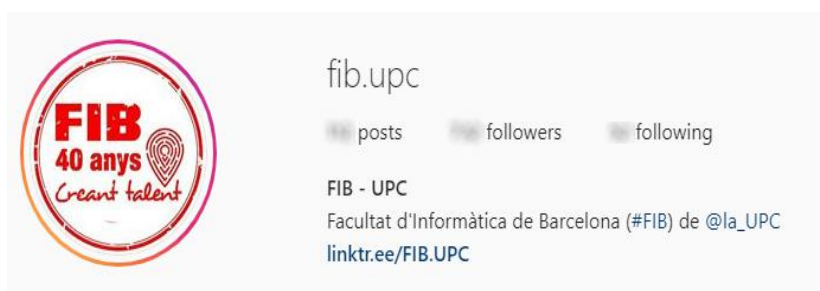 FIB
40 anys
Creant talent
fib.upc
posts followers following
FIB - UPC
Facultat d'Informàtica de Barcelona (#FIB) de @la_UPC
linktr.ee/FIB.UPC